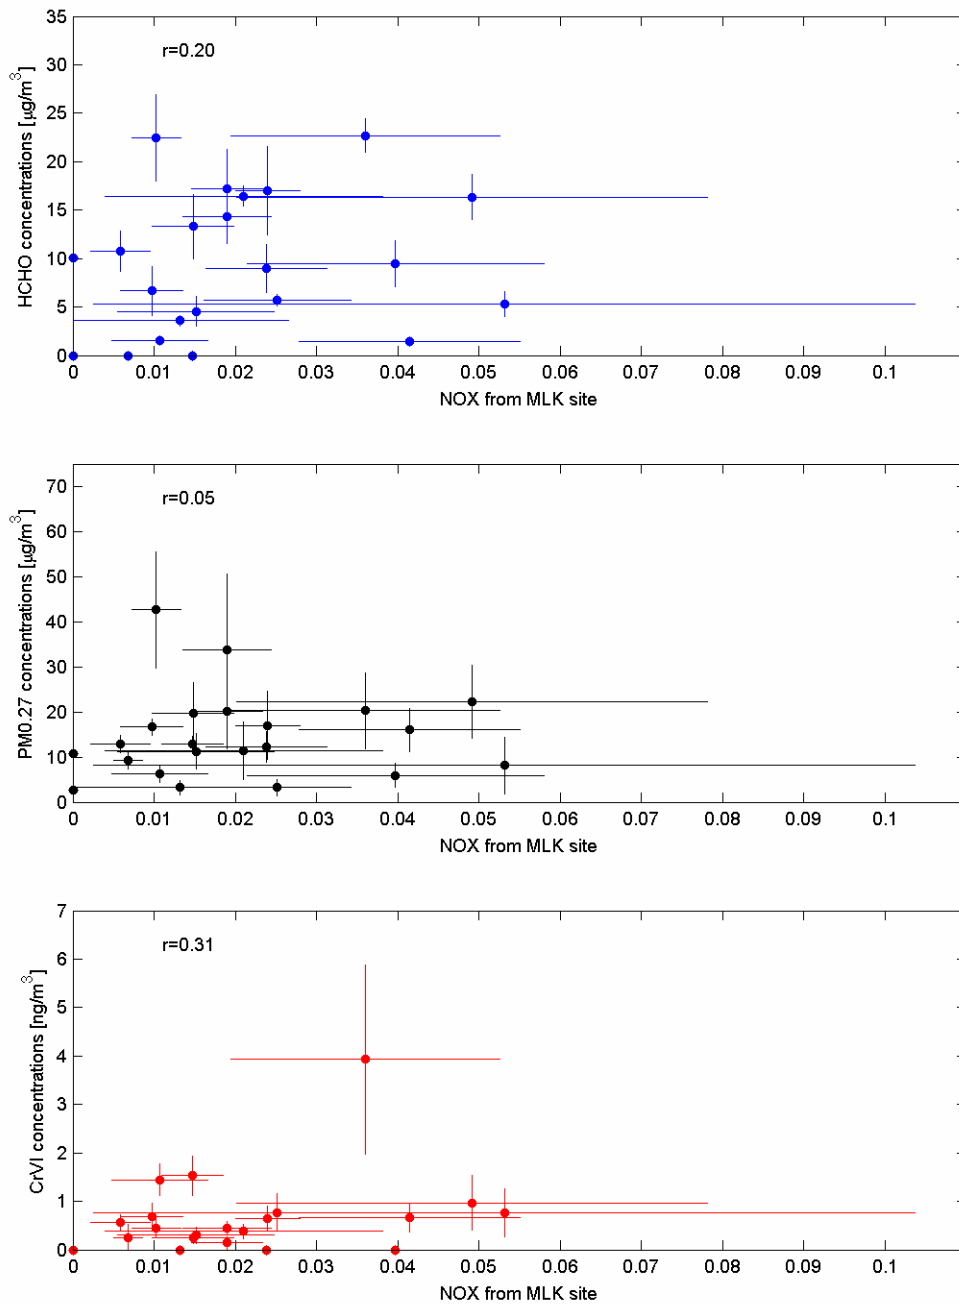 35
30
25
20
15
10
5
0
HCHO concentrations [μg/m³]
r=0.20
0 0.01 0.02 0.03 0.04 0.05 0.06 0.07 0.08 0.09 0.1
NOX from MLK site
70
60
50
40
30
20
10
0
PM0.27 concentrations [μg/m³]
r=0.05
0 0.01 0.02 0.03 0.04 0.05 0.06 0.07 0.08 0.09 0.1
NOX from MLK site
7
6
5
4
3
2
1
0
CrVI concentrations [ng/m³]
r=0.31
0 0.01 0.02 0.03 0.04 0.05 0.06 0.07 0.08 0.09 0.1
NOX from MLK site